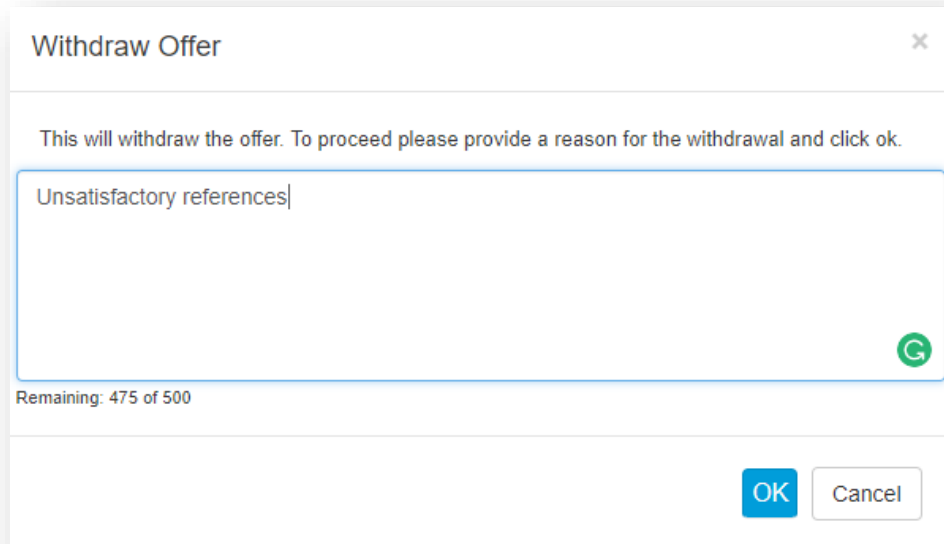 Withdraw Offer
×
This will withdraw the offer. To proceed please provide a reason for the withdrawal and click ok.
Unsatisfactory references
G
Remaining: 475 of 500
OK Cancel